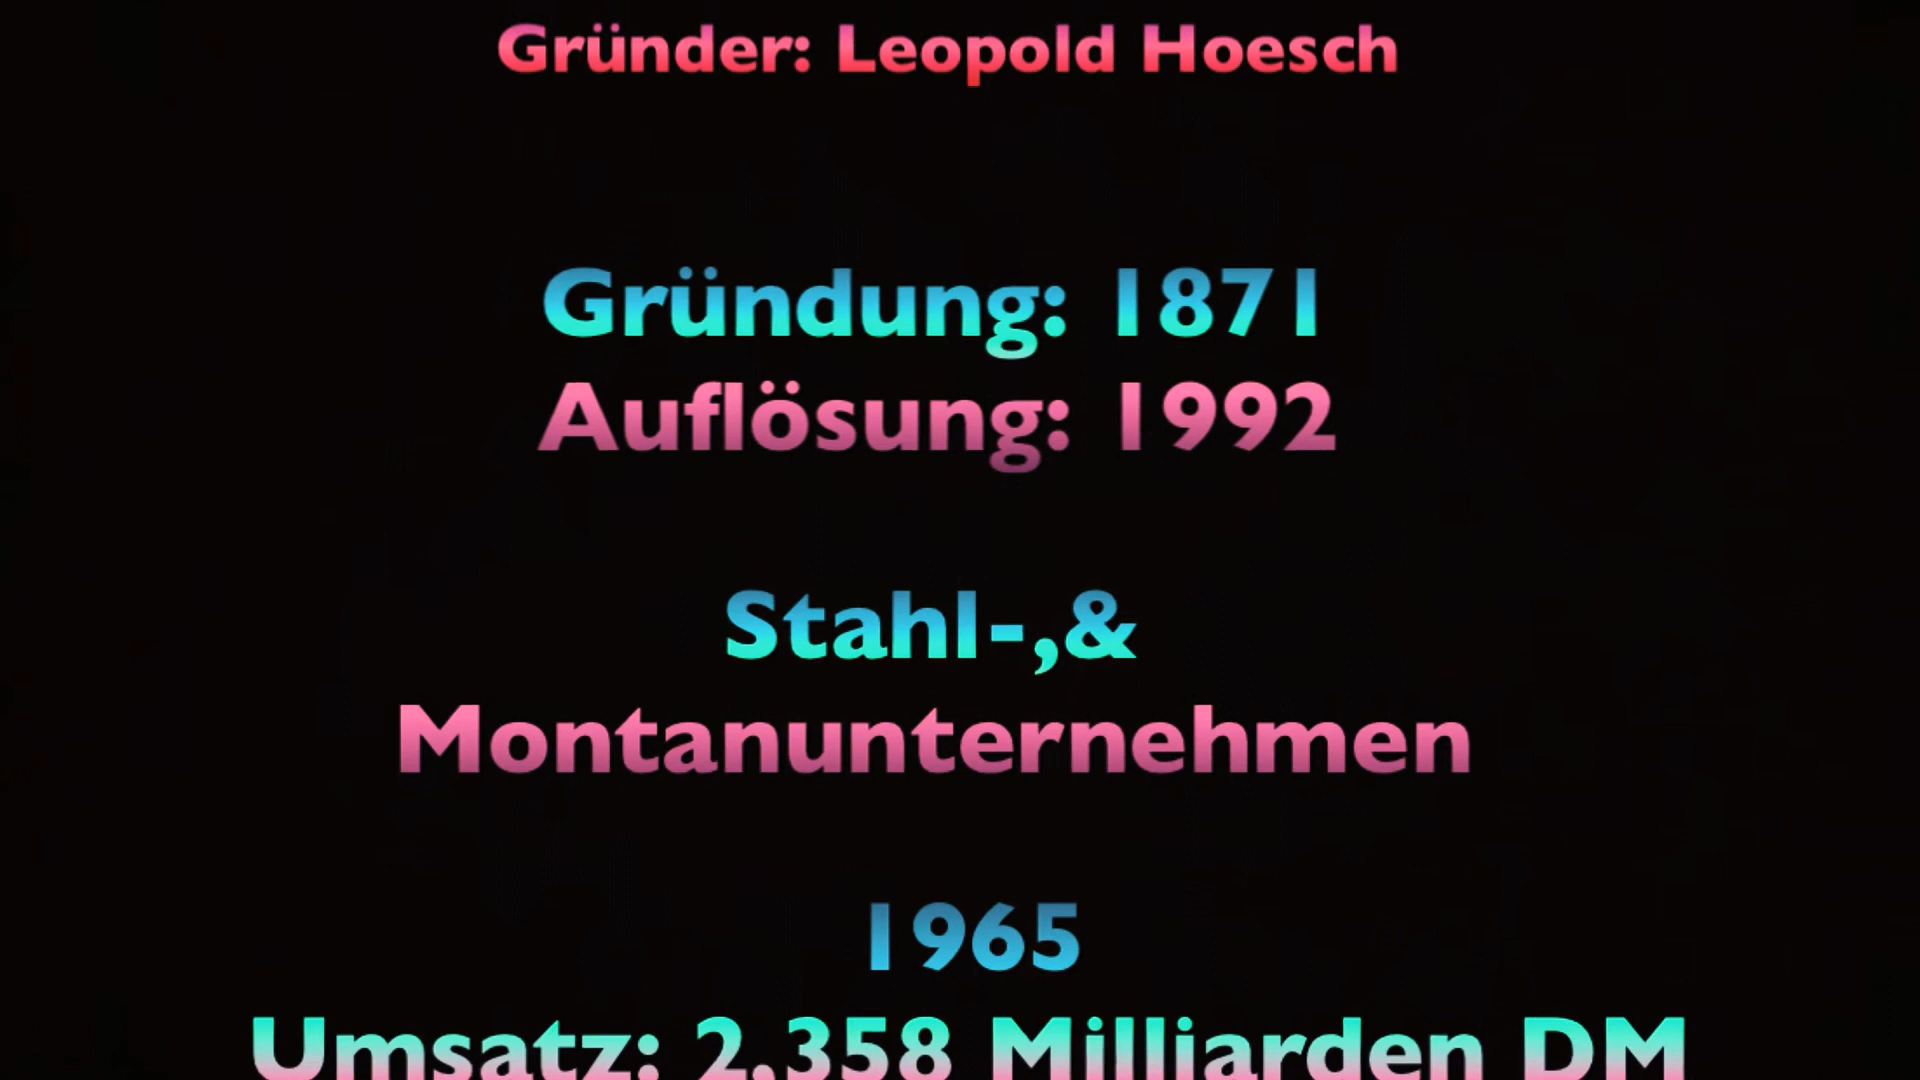 Gründer: Leopold Hoesch
Gründung: 1871
Auflösung: 1992
Stahl-,&
Montanunternehmen
1965
Umsatz: 2,358 Milliarden DM